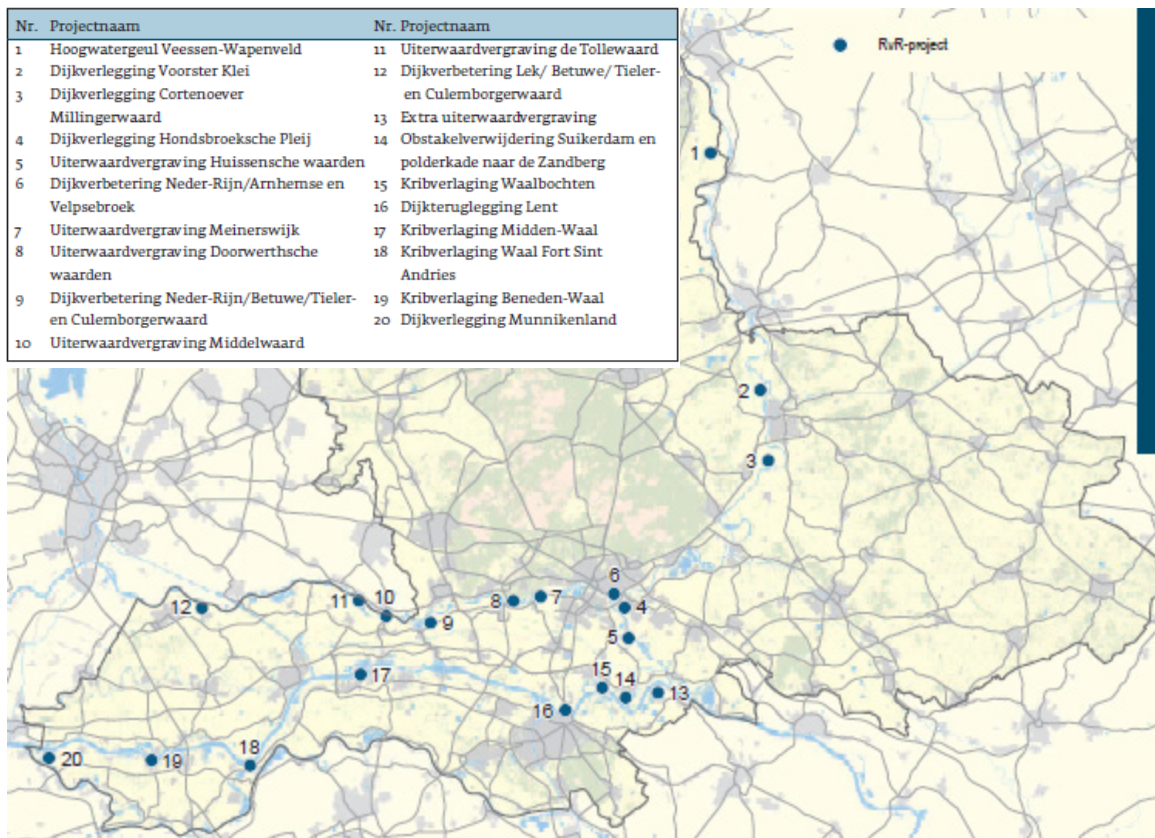 Nr. Projectnaam
1 Hoogwatergeul Veessen-Wapenveld
2 Dijkverlegging Voorster Klei
3 Dijkverlegging Cortenoever
Millingerwaard
4 Dijkverlegging Hondsbroeksche Pleij
5 Uiterwaardvergraving Huissensche waarden
6 Dijkverbetering Neder-Rijn/Arnhemse en
Velpsebroek
7 Uiterwaardvergraving Meinerswijk
8 Uiterwaardvergraving Doorwerthsche
waarden
9 Dijkverbetering Neder-Rijn/Betuwe/Tieler-
en Culemborgerwaard
10 Uiterwaardvergraving Middelwaard
Nr. Projectnaam
11 Uiterwaardvergraving de Tollewaard
12 Dijkverbetering Lek/ Betuwe/ Tieler-
en Culemborgerwaard
13 Extra uiterwaardvergraving
14 Obstakelverwijdering Suikerdam en
polderkade naar de Zandberg
15 Kribverlaging Waalbochten
16 Dijkteruglegging Lent
17 Kribverlaging Midden-Waal
18 Kribverlaging Waal Fort Sint
Andries
19 Kribverlaging Beneden-Waal
20 Dijkverlegging Munnikenland
RvR-project
1
2
3
6
7
8
4
10
11
12
9
5
15
14
13
17
16
18
19
20